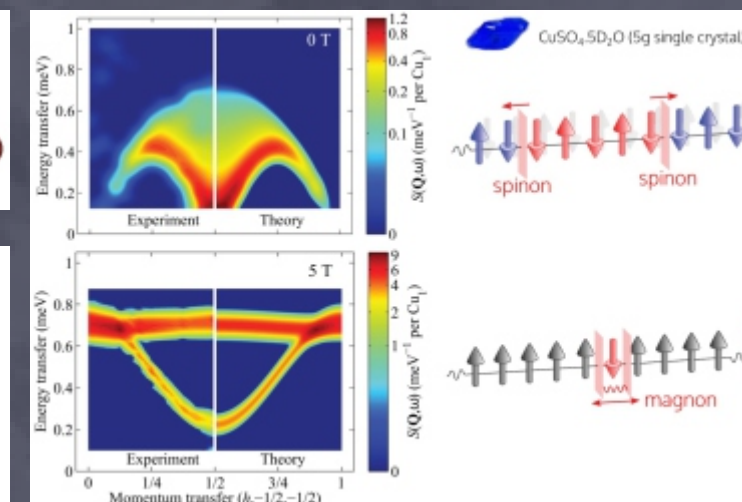 1
0.8
0.6
0.4
0.2
0
Energy transfer (meV)
0 T
Experiment
Theory
1.2
0.8
0.4
0.2
0.1
0
S(Q,ω) (meV⁻¹ per Cu₁)
CuSO₄.5D₂O (5g single crystal)
spinon
spinon
1
0.8
0.6
0.4
0.2
0
Energy transfer (meV)
5 T
Experiment
Theory
9
6
4
2
1
0
S(Q,ω) (meV⁻¹ per Cu₁)
0
1/4
1/2
3/4
1
Momentum transfer (h,−1/2,−1/2)
magnon